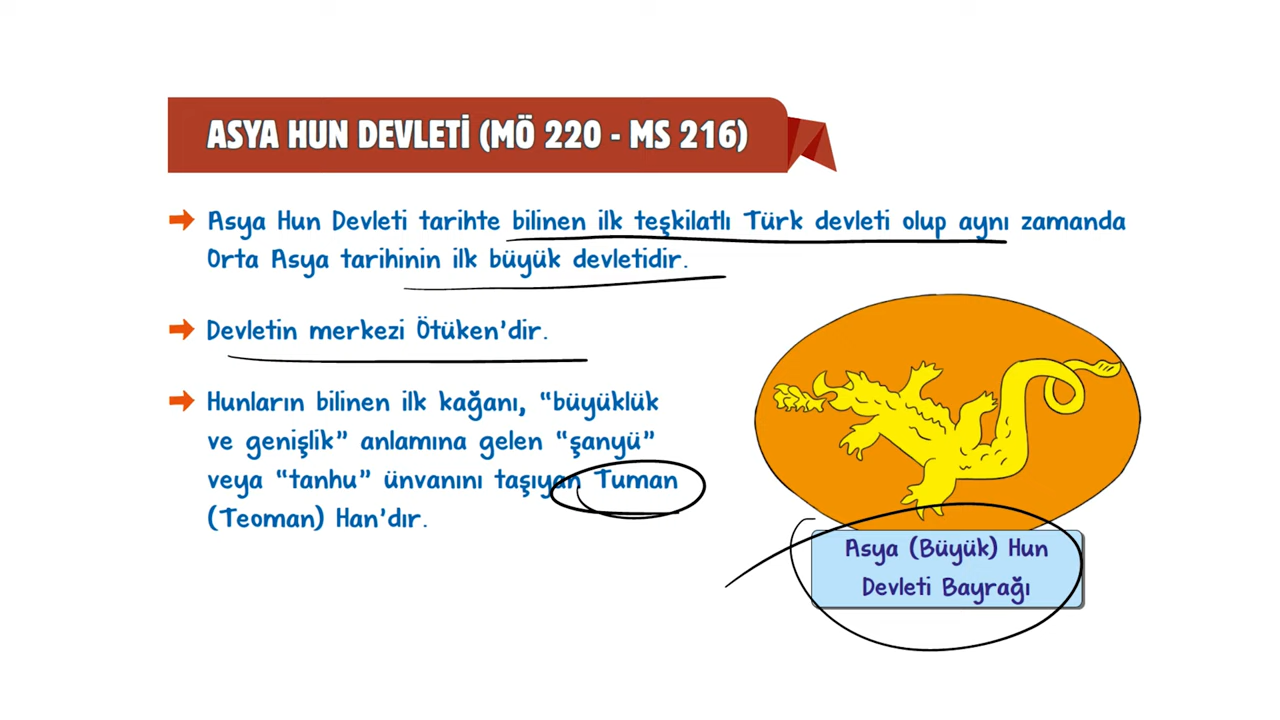 ASYA HUN DEVLETİ (MÖ 220 - MS 216)
Asya Hun Devleti tarihte bilinen ilk teşkilatlı Türk devleti olup aynı zamanda
Orta Asya tarihinin ilk büyük devletidir.
Devletin merkezi Ötüken'dir.
Hunların bilinen ilk kağanı, "büyüklük
ve genişlik" anlamına gelen "şanyü"
veya "tanhu" ünvanını taşıyan Tuman
(Teoman) Han'dır.
Asya (Büyük) Hun
Devleti Bayrağı